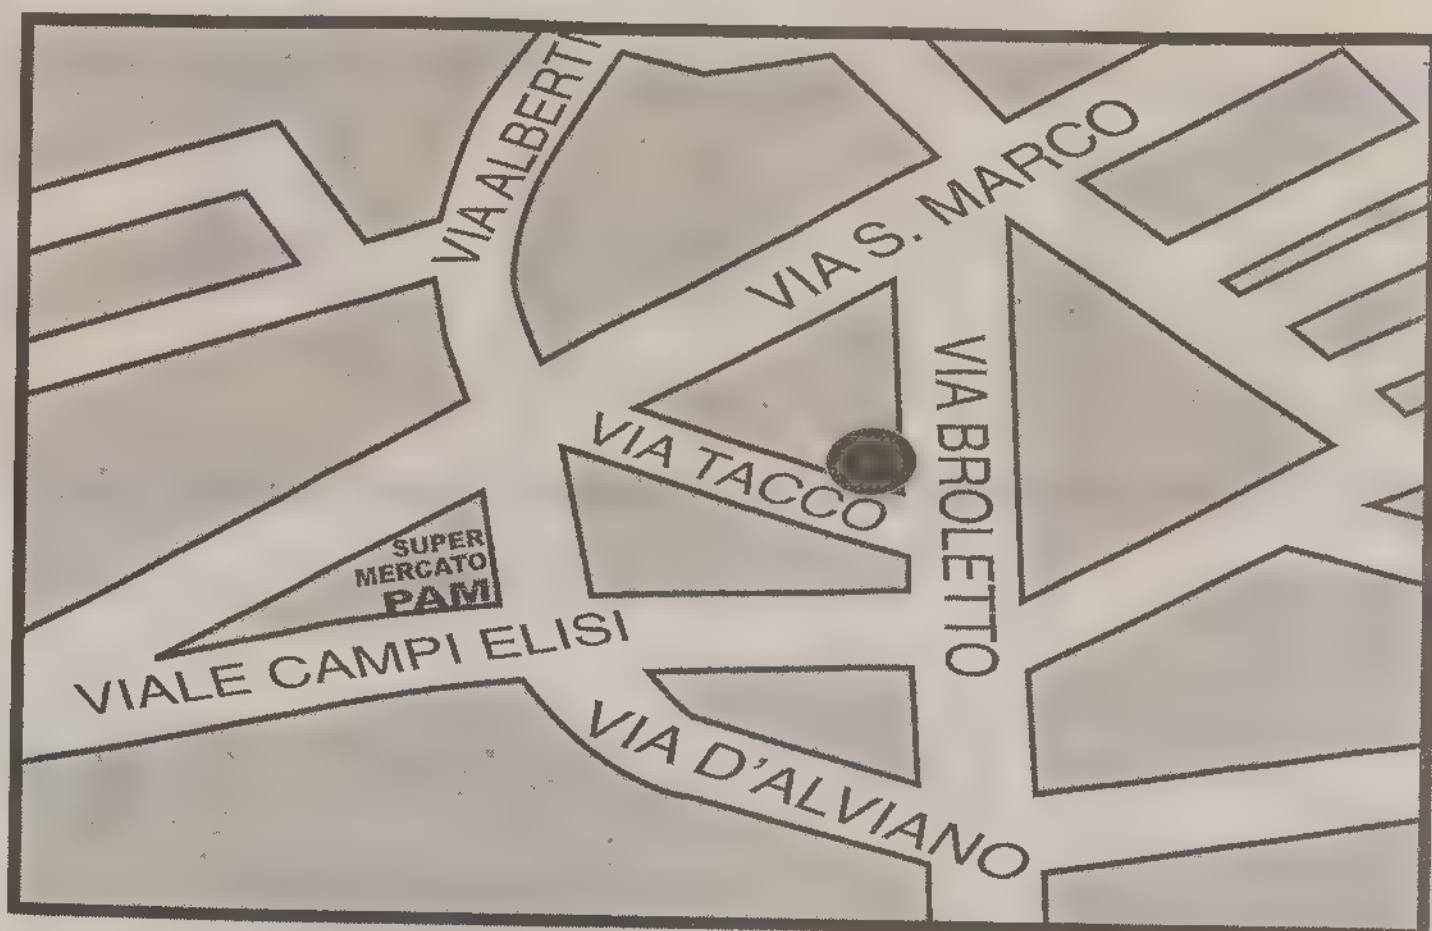 VIA ALBERTI
VIA S. MARCO
VIA TACCO
VIA BROLETTO
SUPER
MERCATO
PAM
VIALE CAMPI ELISI
VIA D'ALVIANO